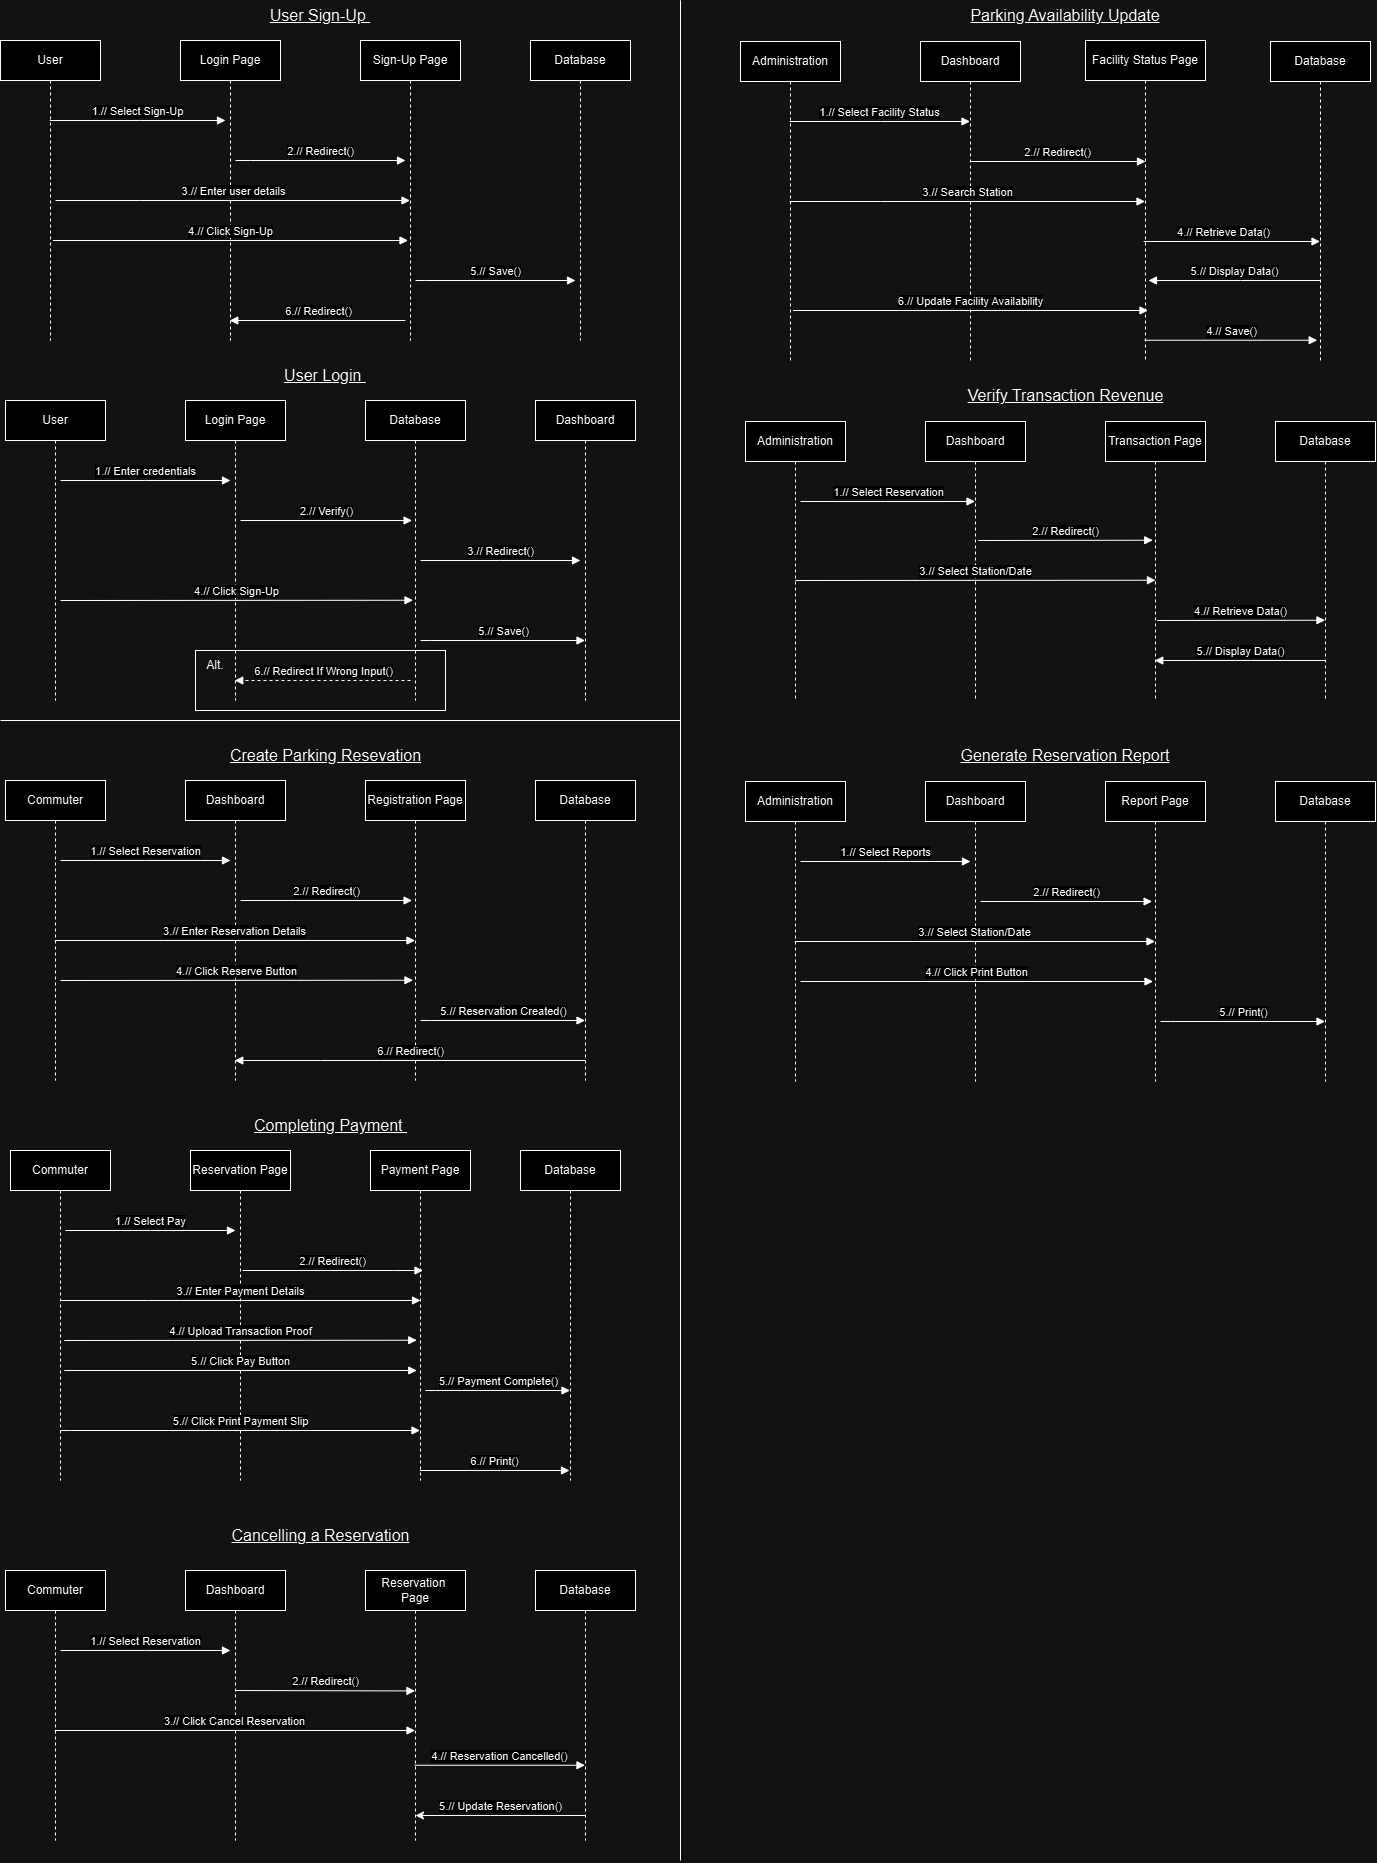 User Sign-Up
User
Login Page
Sign-Up Page
Database
1.// Select Sign-Up
2.// Redirect()
3.// Enter user details
4.// Click Sign-Up
5.// Save()
6.// Redirect()
User Login
User
Login Page
Database
Dashboard
1.// Enter credentials
2.// Verify()
3.// Redirect()
4.// Click Sign-Up
5.// Save()
Alt.
6.// Redirect If Wrong Input()
Create Parking Resevation
Commuter
Dashboard
Registration Page
Database
1.// Select Reservation
2.// Redirect()
3.// Enter Reservation Details
4.// Click Reserve Button
5.// Reservation Created()
6.// Redirect()
Completing Payment
Commuter
Reservation Page
Payment Page
Database
1.// Select Pay
2.// Redirect()
3.// Enter Payment Details
4.// Upload Transaction Proof
5.// Click Pay Button
5.// Payment Complete()
5.// Click Print Payment Slip
6.// Print()
Cancelling a Reservation
Commuter
Dashboard
Reservation
Page
Database
1.// Select Reservation
2.// Redirect()
3.// Click Cancel Reservation
4.// Reservation Cancelled()
5.// Update Reservation()
Parking Availability Update
Administration
Dashboard
Facility Status Page
Database
1.// Select Facility Status
2.// Redirect()
3.// Search Station
4.// Retrieve Data()
5.// Display Data()
6.// Update Facility Availability
4.// Save()
Verify Transaction Revenue
Administration
Dashboard
Transaction Page
Database
1.// Select Reservation
2.// Redirect()
3.// Select Station/Date
4.// Retrieve Data()
5.// Display Data()
Generate Reservation Report
Administration
Dashboard
Report Page
Database
1.// Select Reports
2.// Redirect()
3.// Select Station/Date
4.// Click Print Button
5.// Print()